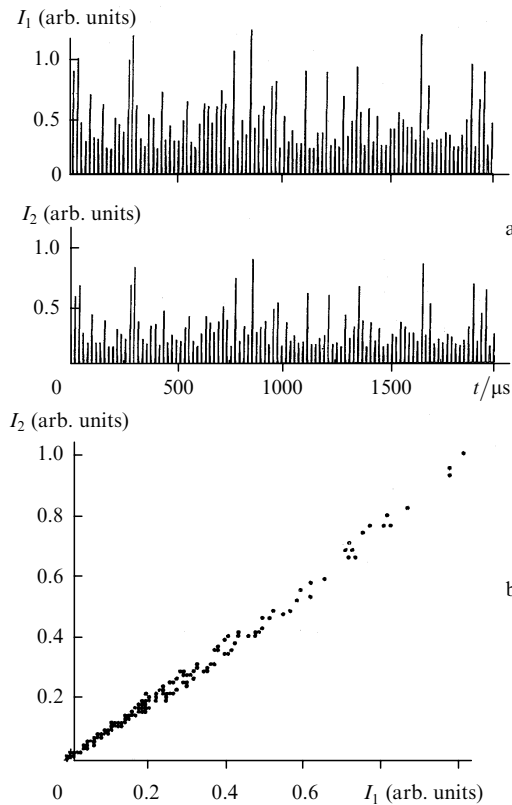 I₁ (arb. units)
1.0
0.5
0
I₂ (arb. units)
a
1.0
0.5
0 500 1000 1500 t/μs
I₂ (arb. units)
1.0
0.8
0.6
b
0.4
0.2
0 0.2 0.4 0.6 I₁ (arb. units)